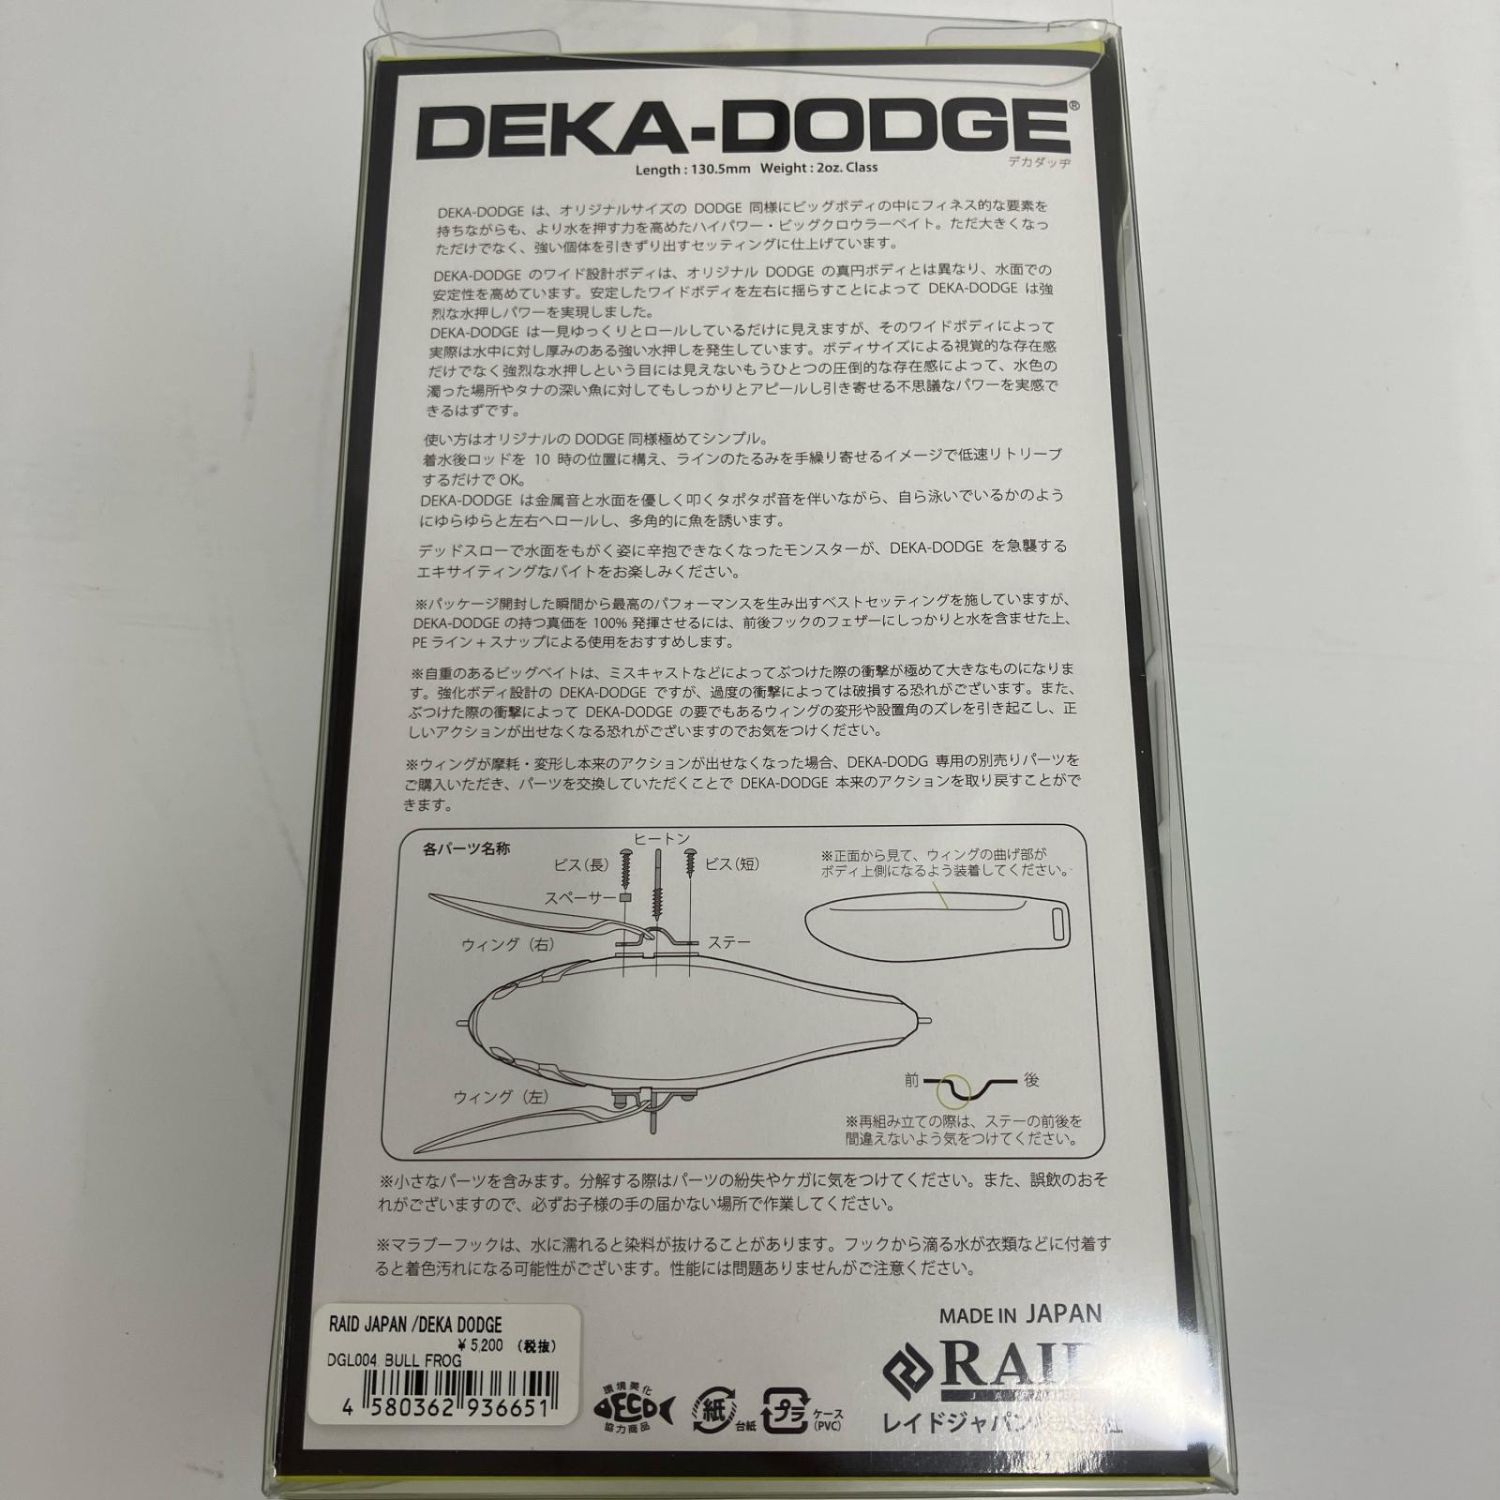 DEKA-DODGE®
デカダッヂ
Length : 130.5mm Weight : 2oz. Class
DEKA-DODGE は、オリジナルサイズの DODGE 同様にビッグボディの中にフィネス的な要素を
持ちながらも、より水を押す力を高めたハイパワー・ビッグクロウラーベイト。ただ大きくなっ
ただけでなく、強い個体を引きずり出すセッティングに仕上げています。
DEKA-DODGE のワイド設計ボディは、オリジナル DODGE の真円ボディとは異なり、水面での
安定性を高めています。安定したワイドボディを左右に揺らすことによって DEKA-DODGE は強
烈な水押しパワーを実現しました。
DEKA-DODGE は一見ゆっくりとロールしているだけに見えますが、そのワイドボディによって
実際は水中に対し厚みのある強い水押しを発生しています。ボディサイズによる視覚的な存在感
だけでなく強烈な水押しという目には見えないもうひとつの圧倒的な存在感によって、水色の
濁った場所やタナの深い魚に対してもしっかりとアピールし引き寄せる不思議なパワーを実感で
きるはずです。
使い方はオリジナルの DODGE 同様極めてシンプル。
着水後ロッドを 10 時の位置に構え、ラインのたるみを手繰り寄せるイメージで低速リトリーブ
するだけで OK。
DEKA-DODGE は金属音と水面を優しく叩くタポタポ音を伴いながら、自ら泳いでいるかのよう
にゆらゆらと左右へロールし、多角的に魚を誘います。
デッドスローで水面をもがく姿に辛抱できなくなったモンスターが、DEKA-DODGE を急襲する
エキサイティングなバイトをお楽しみください。
※パッケージ開封した瞬間から最高のパフォーマンスを生み出すベストセッティングを施していますが、
DEKA-DODGE の持つ真価を 100% 発揮させるには、前後フックのフェザーにしっかりと水を含ませた上、
PE ライン + スナップによる使用をおすすめします。
※自重のあるビッグベイトは、ミスキャストなどによってぶつけた際の衝撃が極めて大きなものになりま
す。強化ボディ設計の DEKA-DODGE ですが、過度の衝撃によっては破損する恐れがございます。また、
ぶつけた際の衝撃によって DEKA-DODGE の要でもあるウィングの変形や設置角のズレを引き起こし、正
しいアクションが出せなくなる恐れがございますのでお気をつけください。
※ウィングが摩耗・変形し本来のアクションが出せなくなった場合、DEKA-DODG 専用の別売りパーツを
ご購入いただき、パーツを交換していただくことで DEKA-DODGE 本来のアクションを取り戻すことがで
きます。
各パーツ名称
ヒートン
ビス(長)
ビス(短)
スペーサー
ウィング(右)
ステー
※正面から見て、ウィングの曲げ部が
ボディ上側になるよう装着してください。
ウィング(左)
前
後
※再組み立ての際は、ステーの前後を
間違えないよう気をつけてください。
※小さなパーツを含みます。分解する際はパーツの紛失やケガに気をつけてください。また、誤飲のおそ
れがございますので、必ずお子様の手の届かない場所で作業してください。
※マラブーフックは、水に濡れると染料が抜けることがあります。フックから滴る水が衣類などに付着す
ると着色汚れになる可能性がございます。性能には問題ありませんがご注意ください。
RAID JAPAN /DEKA DODGE
¥ 5,200 (税抜)
DGL004. BULL FROG
4 580362 936651
環境美化
ECO
協力商品
紙
台紙
プラ
ケース
(PVC)
MADE IN JAPAN
レイドジャパン